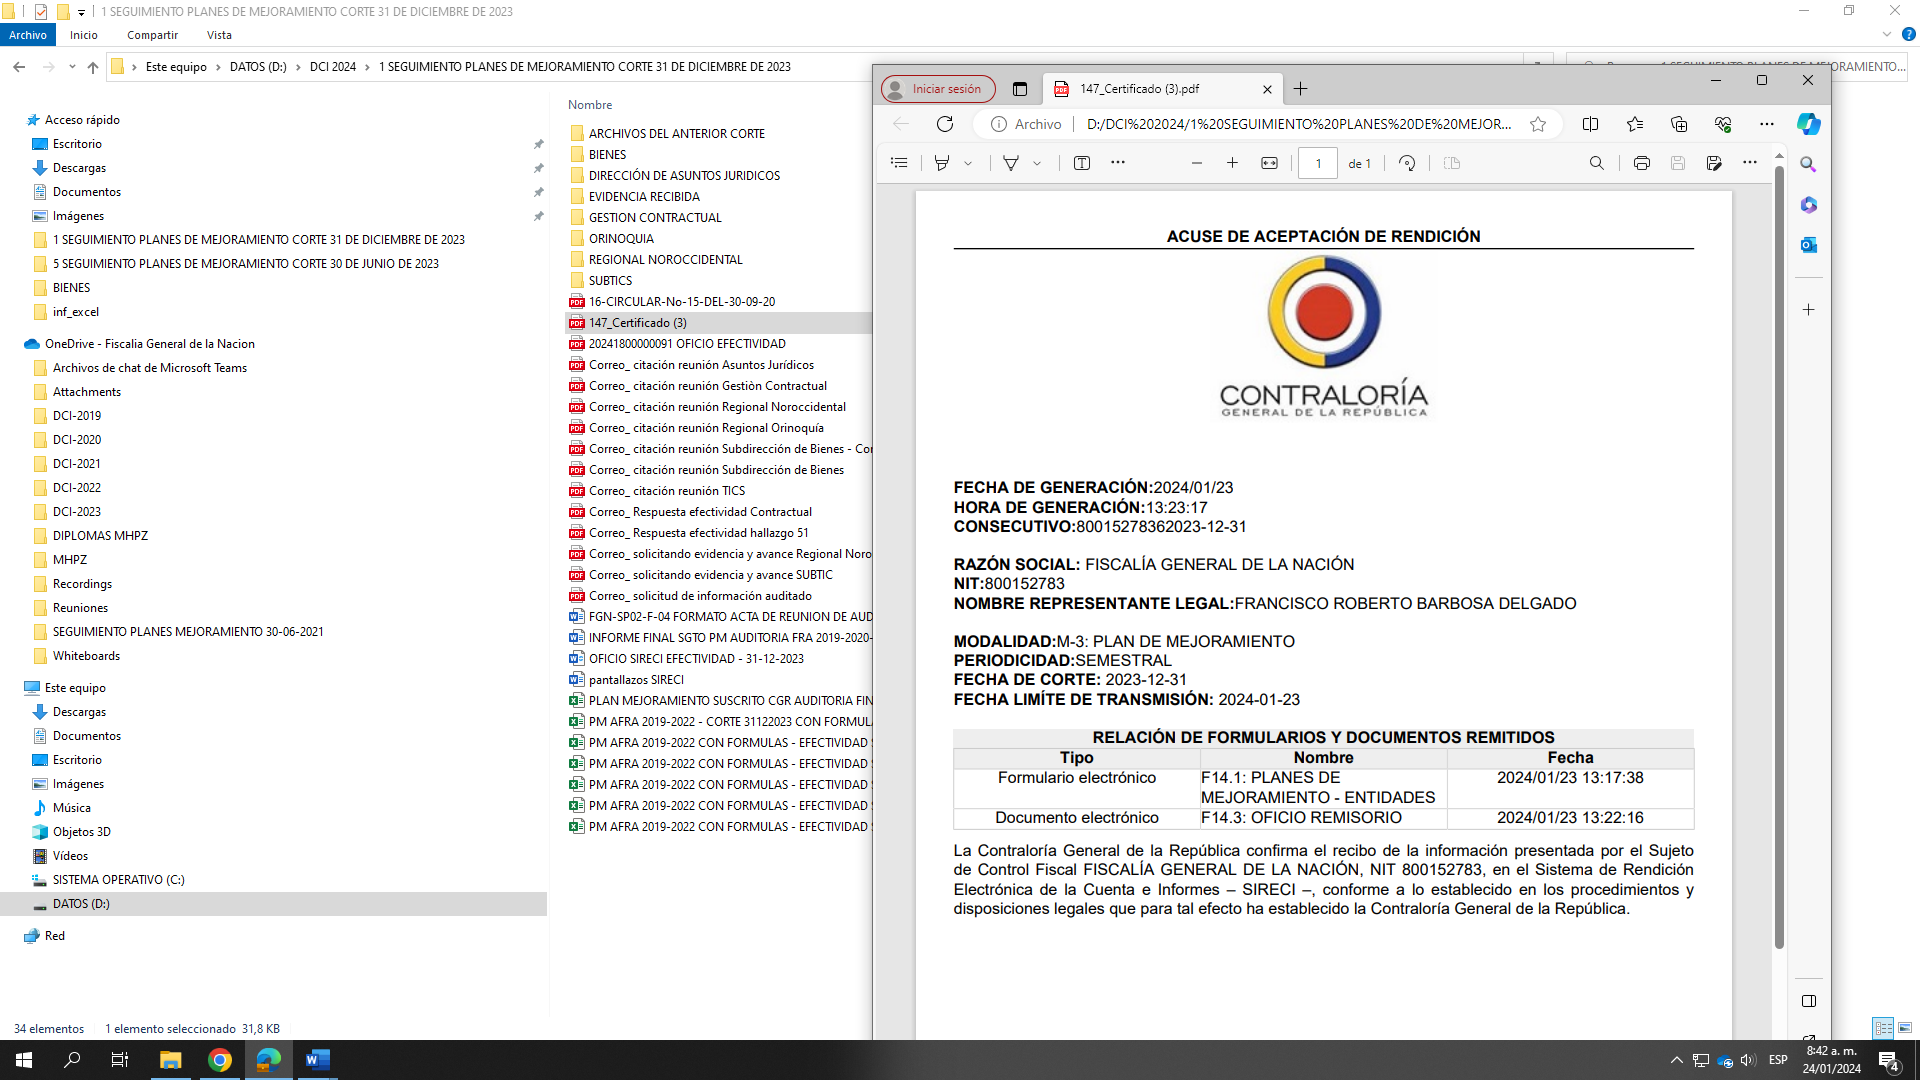 1 SEGUIMIENTO PLANES DE MEJORAMIENTO CORTE 31 DE DICIEMBRE DE 2023
Archivo Inicio Compartir Vista
Este equipo DATOS (D:) DCI 2024 1 SEGUIMIENTO PLANES DE MEJORAMIENTO CORTE 31 DE DICIEMBRE DE 2023
Acceso rápido
Escritorio
Descargas
Documentos
Imágenes
1 SEGUIMIENTO PLANES DE MEJORAMIENTO CORTE 31 DE DICIEMBRE DE 2023
5 SEGUIMIENTO PLANES DE MEJORAMIENTO CORTE 30 DE JUNIO DE 2023
BIENES
inf_excel
OneDrive - Fiscalia General de la Nacion
Archivos de chat de Microsoft Teams
Attachments
DCI-2019
DCI-2020
DCI-2021
DCI-2022
DCI-2023
DIPLOMAS MHPZ
MHPZ
Recordings
Reuniones
SEGUIMIENTO PLANES MEJORAMIENTO 30-06-2021
Whiteboards
Este equipo
Descargas
Documentos
Escritorio
Imágenes
Música
Objetos 3D
Vídeos
SISTEMA OPERATIVO (C:)
DATOS (D:)
Red
34 elementos 1 elemento seleccionado 31,8 KB
Nombre
ARCHIVOS DEL ANTERIOR CORTE
BIENES
DIRECCIÓN DE ASUNTOS JURIDICOS
EVIDENCIA RECIBIDA
GESTION CONTRACTUAL
ORINOQUIA
REGIONAL NOROCCIDENTAL
SUBTICS
16-CIRCULAR-No-15-DEL-30-09-20
147_Certificado (3)
20241800000091 OFICIO EFECTIVIDAD
Correo_ citación reunión Asuntos Jurídicos
Correo_ citación reunión Gestiòn Contractual
Correo_ citación reunión Regional Noroccidental
Correo_ citación reunión Regional Orinoquía
Correo_ citación reunión Subdirección de Bienes - Cor
Correo_ citación reunión Subdirección de Bienes
Correo_ citación reunión TICS
Correo_ Respuesta efectividad Contractual
Correo_ Respuesta efectividad hallazgo 51
Correo_ solicitando evidencia y avance Regional Noro
Correo_ solicitando evidencia y avance SUBTIC
Correo_ solicitud de información auditado
FGN-SP02-F-04 FORMATO ACTA DE REUNION DE AUD
INFORME FINAL SGTO PM AUDITORIA FRA 2019-2020-
OFICIO SIRECI EFECTIVIDAD - 31-12-2023
pantallazos SIRECI
PLAN MEJORAMIENTO SUSCRITO CGR AUDITORIA FIN
PM AFRA 2019-2022 - CORTE 31122023 CON FORMULA
PM AFRA 2019-2022 CON FORMULAS - EFECTIVIDAD S
PM AFRA 2019-2022 CON FORMULAS - EFECTIVIDAD S
PM AFRA 2019-2022 CON FORMULAS - EFECTIVIDAD S
PM AFRA 2019-2022 CON FORMULAS - EFECTIVIDAD S
PM AFRA 2019-2022 CON FORMULAS - EFECTIVIDAD S
Iniciar sesión 147_Certificado (3).pdf
Archivo D:/DCI%202024/1%20SEGUIMIENTO%20PLANES%20DE%20MEJOR...
1 de 1
ACUSE DE ACEPTACIÓN DE RENDICIÓN
CONTRALORÍA
GENERAL DE LA REPÚBLICA
FECHA DE GENERACIÓN:2024/01/23
HORA DE GENERACIÓN:13:23:17
CONSECUTIVO:80015278362023-12-31
RAZÓN SOCIAL: FISCALÍA GENERAL DE LA NACIÓN
NIT:800152783
NOMBRE REPRESENTANTE LEGAL:FRANCISCO ROBERTO BARBOSA DELGADO
MODALIDAD:M-3: PLAN DE MEJORAMIENTO
PERIODICIDAD:SEMESTRAL
FECHA DE CORTE: 2023-12-31
FECHA LIMÍTE DE TRANSMISIÓN: 2024-01-23
RELACIÓN DE FORMULARIOS Y DOCUMENTOS REMITIDOS
Tipo Nombre Fecha
Formulario electrónico F14.1: PLANES DE MEJORAMIENTO - ENTIDADES 2024/01/23 13:17:38
Documento electrónico F14.3: OFICIO REMISORIO 2024/01/23 13:22:16
La Contraloría General de la República confirma el recibo de la información presentada por el Sujeto
de Control Fiscal FISCALÍA GENERAL DE LA NACIÓN, NIT 800152783, en el Sistema de Rendición
Electrónica de la Cuenta e Informes – SIRECI –, conforme a lo establecido en los procedimientos y
disposiciones legales que para tal efecto ha establecido la Contraloría General de la República.
ESP
8:42 a. m.
24/01/2024
4